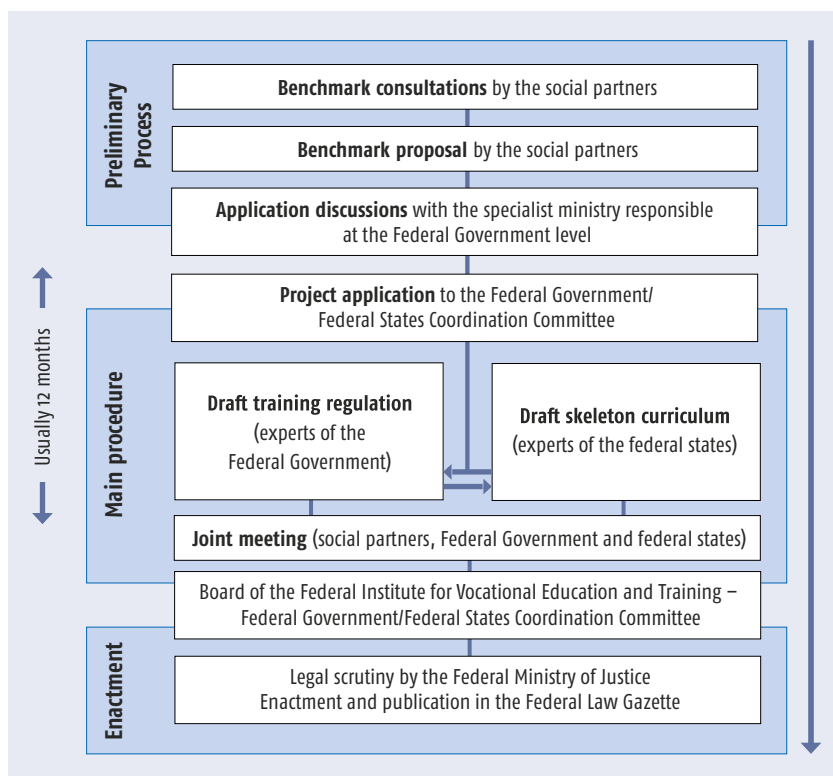 Preliminary
Process
Benchmark consultations by the social partners
Benchmark proposal by the social partners
Application discussions with the specialist ministry responsible
at the Federal Government level
Usually 12 months
Main procedure
Project application to the Federal Government/
Federal States Coordination Committee
Draft training regulation
(experts of the
Federal Government)
Draft skeleton curriculum
(experts of the federal states)
Joint meeting (social partners, Federal Government and federal states)
Board of the Federal Institute for Vocational Education and Training –
Federal Government/Federal States Coordination Committee
Enactment
Legal scrutiny by the Federal Ministry of Justice
Enactment and publication in the Federal Law Gazette